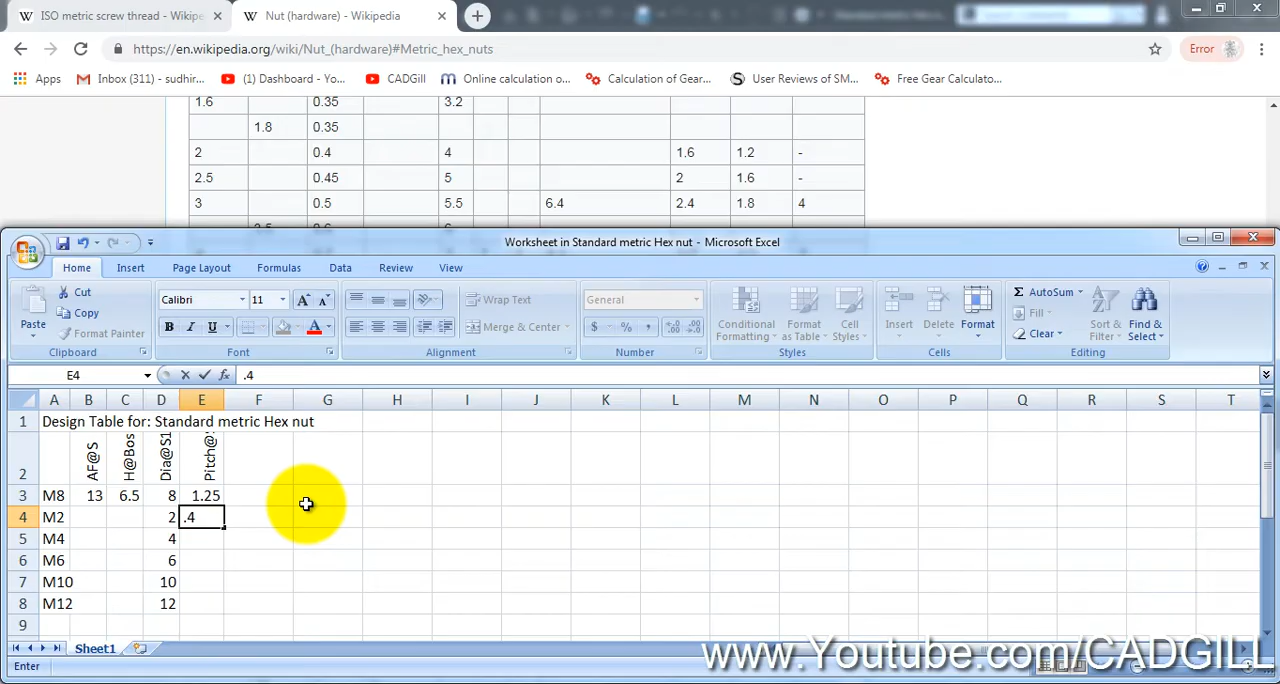 ISO metric screw thread - Wikipe
Nut (hardware) - Wikipedia
https://en.wikipedia.org/wiki/Nut_(hardware)#Metric_hex_nuts
Error
Apps
Inbox (311) - sudhir...
(1) Dashboard - Yo...
CADGILL
Online calculation o...
Calculation of Gear...
User Reviews of SM...
Free Gear Calculato...
1.6 0.35 3.2
1.8 0.35
2 0.4 4 1.6 1.2 -
2.5 0.45 5 2 1.6 -
3 0.5 5.5 6.4 2.4 1.8 4
Worksheet in Standard metric Hex nut - Microsoft Excel
Home Insert Page Layout Formulas Data Review View
Paste
Cut
Copy
Format Painter
Clipboard
Calibri 11
B I U
Font
Wrap Text
Merge & Center
Alignment
General
$ % ,
Number
Conditional Formatting
Format as Table
Cell Styles
Styles
Insert Delete Format
Cells
AutoSum
Fill
Clear
Sort & Filter
Find & Select
Editing
E4 fx .4
A B C D E F G H I J K L M N O P Q R S T
1 Design Table for: Standard metric Hex nut
2 AF@S H@Bos Dia@S1 Pitch@
3 M8 13 6.5 8 1.25
4 M2 2 .4
5 M4 4
6 M6 6
7 M10 10
8 M12 12
9
Sheet1
Enter
www.Youtube.com/CADGILL